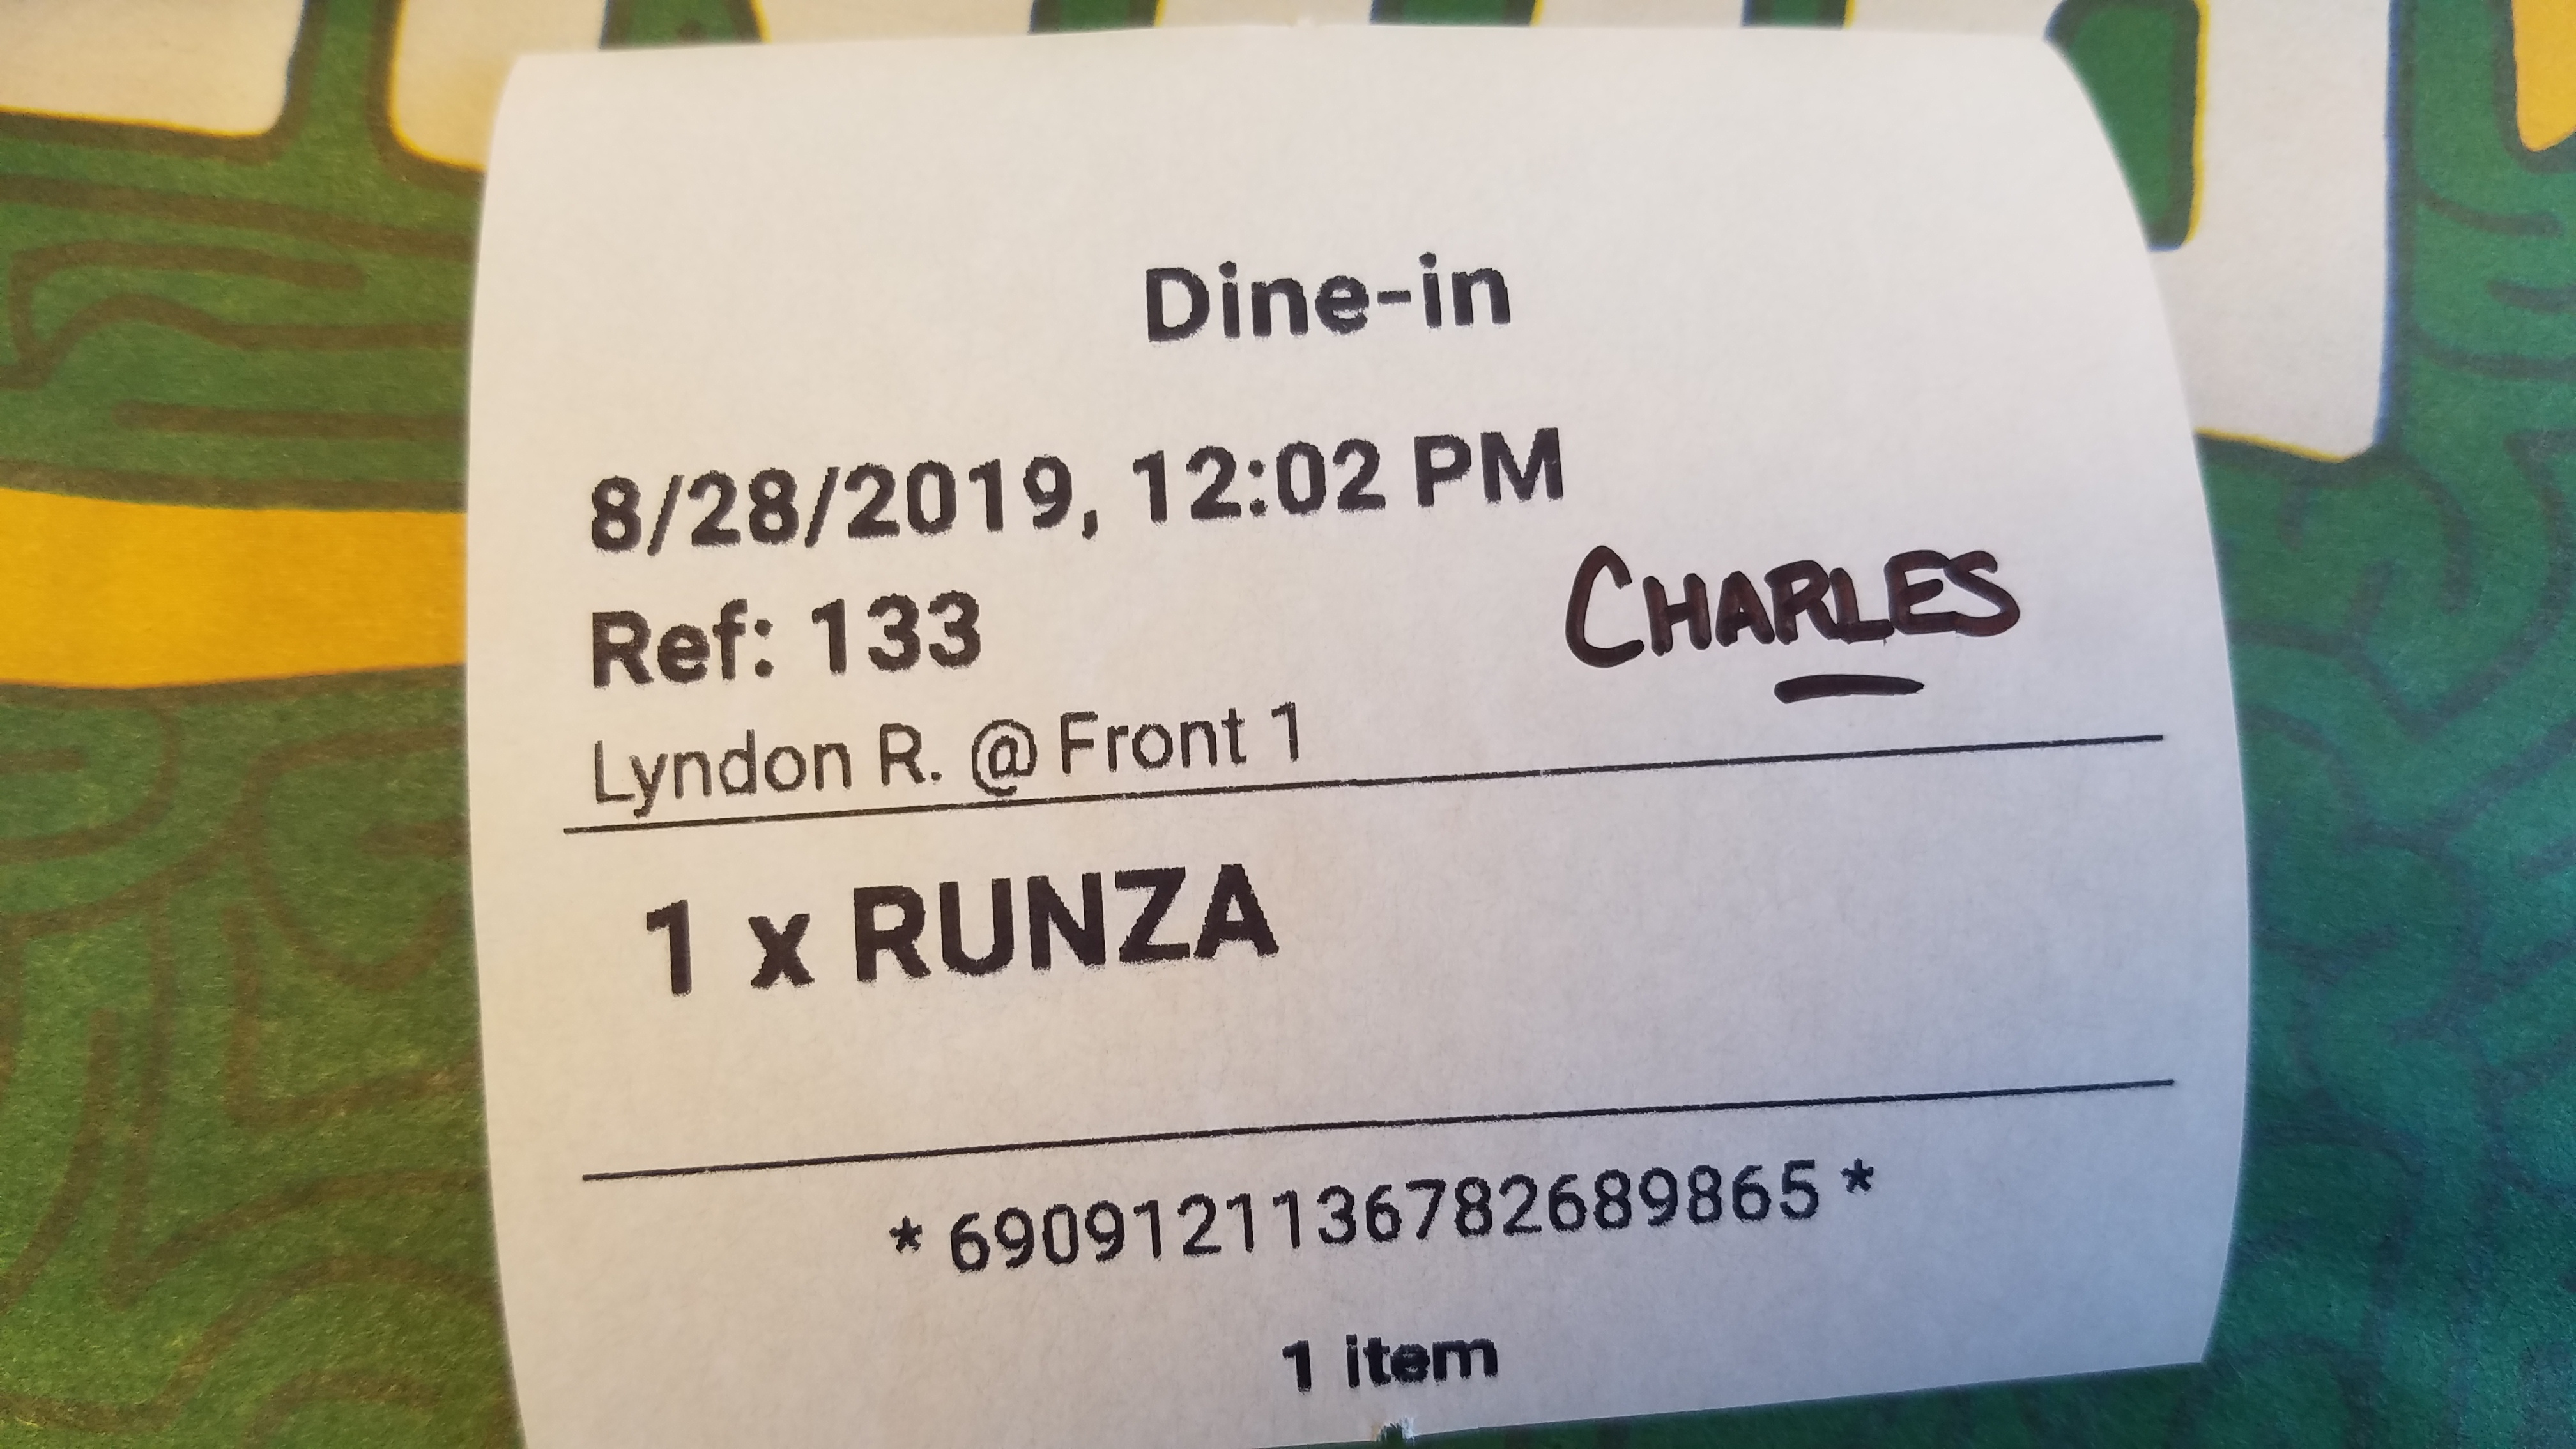 Dine-in
8/28/2019, 12:02 PM
Ref: 133
CHARLES
Lyndon R. @ Front 1
1 x RUNZA
* 6909121136782689865 *
1 item